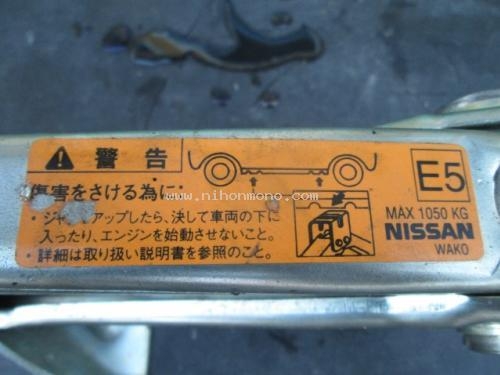 警告
傷害をさける為に:
・ジャッキアップしたら、決して車両の下に
入ったり、エンジンを始動させないこと。
・詳細は取り扱い説明書を参照のこと。
E5
MAX 1050 KG
NISSAN
WAKO
www.nihonmono.com